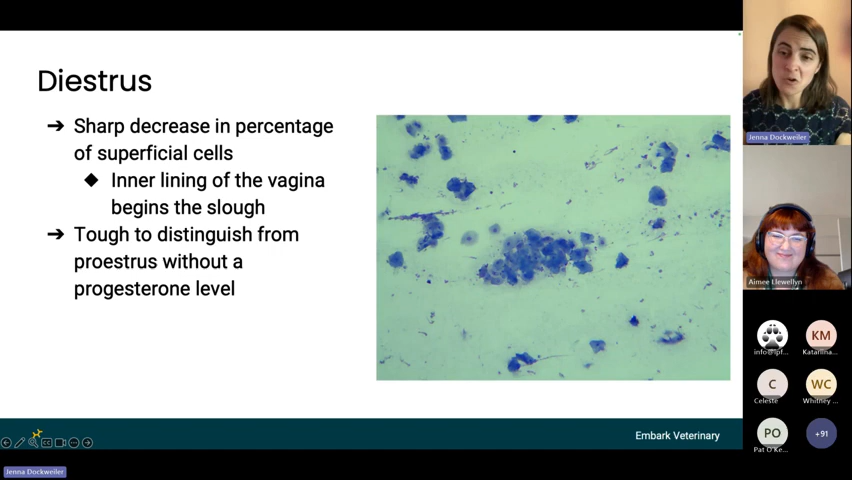 Diestrus
➔ Sharp decrease in percentage
of superficial cells
◆ Inner lining of the vagina
begins the slough
➔ Tough to distinguish from
proestrus without a
progesterone level
Embark Veterinary
Jenna Dockweiler
Jenna Dockweiler
Aimee Llewellyn
info@lpf...
KM
Katariina...
C
Celeste
WC
Whitney ...
PO
Pat O'Ke...
+91